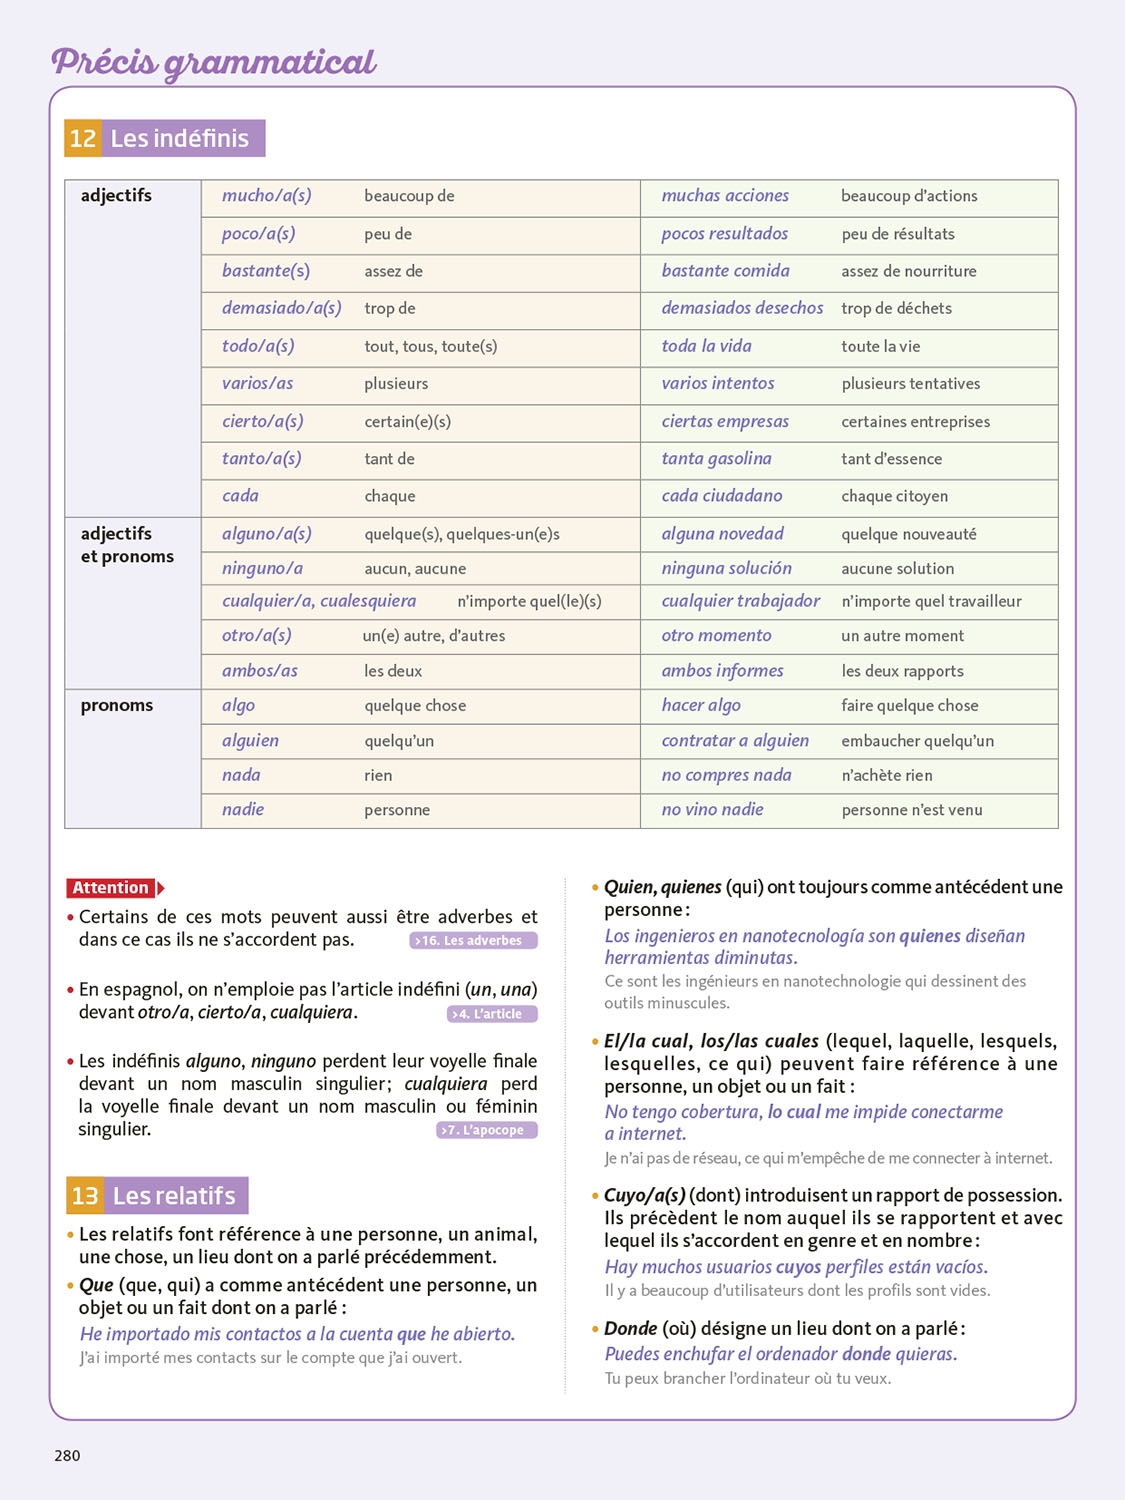 Précis grammatical
12 Les indéfinis
adjectifs
mucho/a(s) beaucoup de muchas acciones beaucoup d'actions
poco/a(s) peu de pocos resultados peu de résultats
bastante(s) assez de bastante comida assez de nourriture
demasiado/a(s) trop de demasiados desechos trop de déchets
todo/a(s) tout, tous, toute(s) toda la vida toute la vie
varios/as plusieurs varios intentos plusieurs tentatives
cierto/a(s) certain(e)(s) ciertas empresas certaines entreprises
tanto/a(s) tant de tanta gasolina tant d'essence
cada chaque cada ciudadano chaque citoyen
adjectifs
et pronoms
alguno/a(s) quelque(s), quelques-un(e)s alguna novedad quelque nouveauté
ninguno/a aucun, aucune ninguna solución aucune solution
cualquier/a, cualesquiera n'importe quel(le)(s) cualquier trabajador n'importe quel travailleur
otro/a(s) un(e) autre, d'autres otro momento un autre moment
ambos/as les deux ambos informes les deux rapports
pronoms
algo quelque chose hacer algo faire quelque chose
alguien quelqu'un contratar a alguien embaucher quelqu'un
nada rien no compres nada n'achète rien
nadie personne no vino nadie personne n'est venu
Attention
• Certains de ces mots peuvent aussi être adverbes et
dans ce cas ils ne s'accordent pas. >16. Les adverbes
• En espagnol, on n'emploie pas l'article indéfini (un, una)
devant otro/a, cierto/a, cualquiera. >4. L'article
• Les indéfinis alguno, ninguno perdent leur voyelle finale
devant un nom masculin singulier ; cualquiera perd
la voyelle finale devant un nom masculin ou féminin
singulier. >7. L'apocope
13 Les relatifs
• Les relatifs font référence à une personne, un animal,
une chose, un lieu dont on a parlé précédemment.
• Que (que, qui) a comme antécédent une personne, un
objet ou un fait dont on a parlé :
He importado mis contactos a la cuenta que he abierto.
J'ai importé mes contacts sur le compte que j'ai ouvert.
• Quien, quienes (qui) ont toujours comme antécédent une
personne :
Los ingenieros en nanotecnología son quienes diseñan
herramientas diminutas.
Ce sont les ingénieurs en nanotechnologie qui dessinent des
outils minuscules.
• El/la cual, los/las cuales (lequel, laquelle, lesquels,
lesquelles, ce qui) peuvent faire référence à une
personne, un objet ou un fait :
No tengo cobertura, lo cual me impide conectarme
a internet.
Je n'ai pas de réseau, ce qui m'empêche de me connecter à internet.
• Cuyo/a(s) (dont) introduisent un rapport de possession.
Ils précèdent le nom auquel ils se rapportent et avec
lequel ils s'accordent en genre et en nombre :
Hay muchos usuarios cuyos perfiles están vacíos.
Il y a beaucoup d'utilisateurs dont les profils sont vides.
• Donde (où) désigne un lieu dont on a parlé :
Puedes enchufar el ordenador donde quieras.
Tu peux brancher l'ordinateur où tu veux.
280